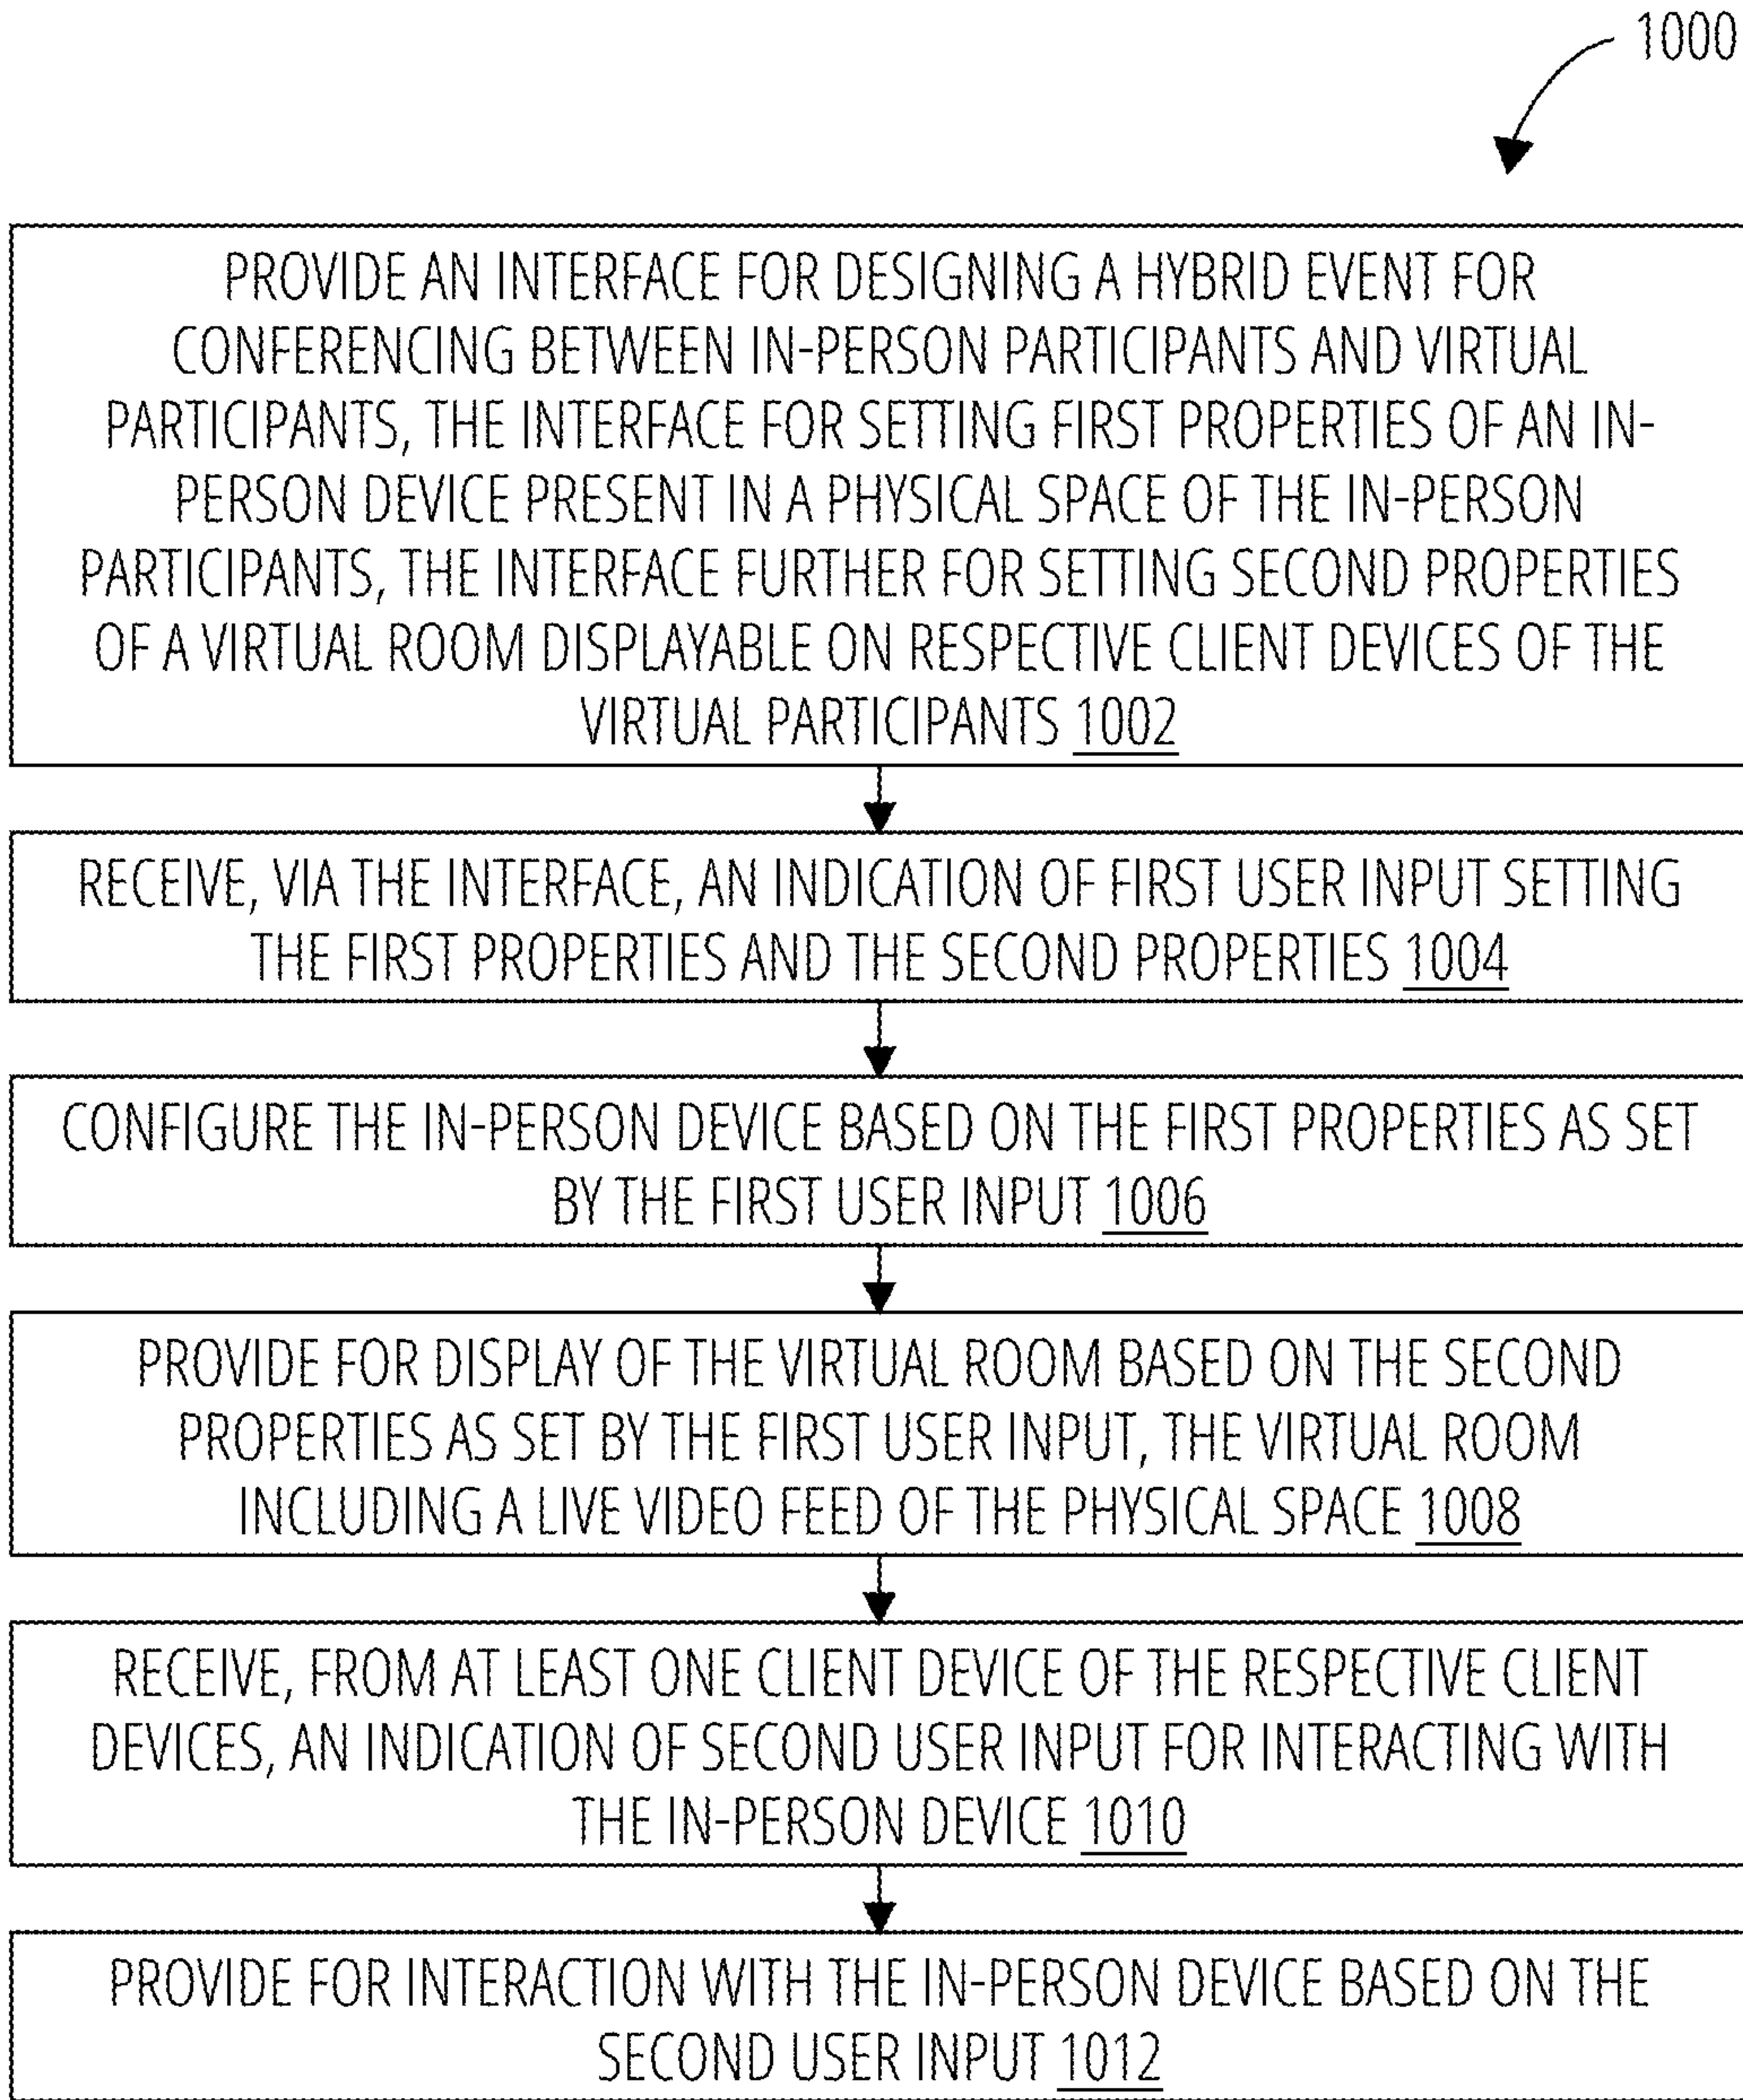 1000
PROVIDE AN INTERFACE FOR DESIGNING A HYBRID EVENT FOR
CONFERENCING BETWEEN IN-PERSON PARTICIPANTS AND VIRTUAL
PARTICIPANTS, THE INTERFACE FOR SETTING FIRST PROPERTIES OF AN IN-
PERSON DEVICE PRESENT IN A PHYSICAL SPACE OF THE IN-PERSON
PARTICIPANTS, THE INTERFACE FURTHER FOR SETTING SECOND PROPERTIES
OF A VIRTUAL ROOM DISPLAYABLE ON RESPECTIVE CLIENT DEVICES OF THE
VIRTUAL PARTICIPANTS 1002
RECEIVE, VIA THE INTERFACE, AN INDICATION OF FIRST USER INPUT SETTING
THE FIRST PROPERTIES AND THE SECOND PROPERTIES 1004
CONFIGURE THE IN-PERSON DEVICE BASED ON THE FIRST PROPERTIES AS SET
BY THE FIRST USER INPUT 1006
PROVIDE FOR DISPLAY OF THE VIRTUAL ROOM BASED ON THE SECOND
PROPERTIES AS SET BY THE FIRST USER INPUT, THE VIRTUAL ROOM
INCLUDING A LIVE VIDEO FEED OF THE PHYSICAL SPACE 1008
RECEIVE, FROM AT LEAST ONE CLIENT DEVICE OF THE RESPECTIVE CLIENT
DEVICES, AN INDICATION OF SECOND USER INPUT FOR INTERACTING WITH
THE IN-PERSON DEVICE 1010
PROVIDE FOR INTERACTION WITH THE IN-PERSON DEVICE BASED ON THE
SECOND USER INPUT 1012